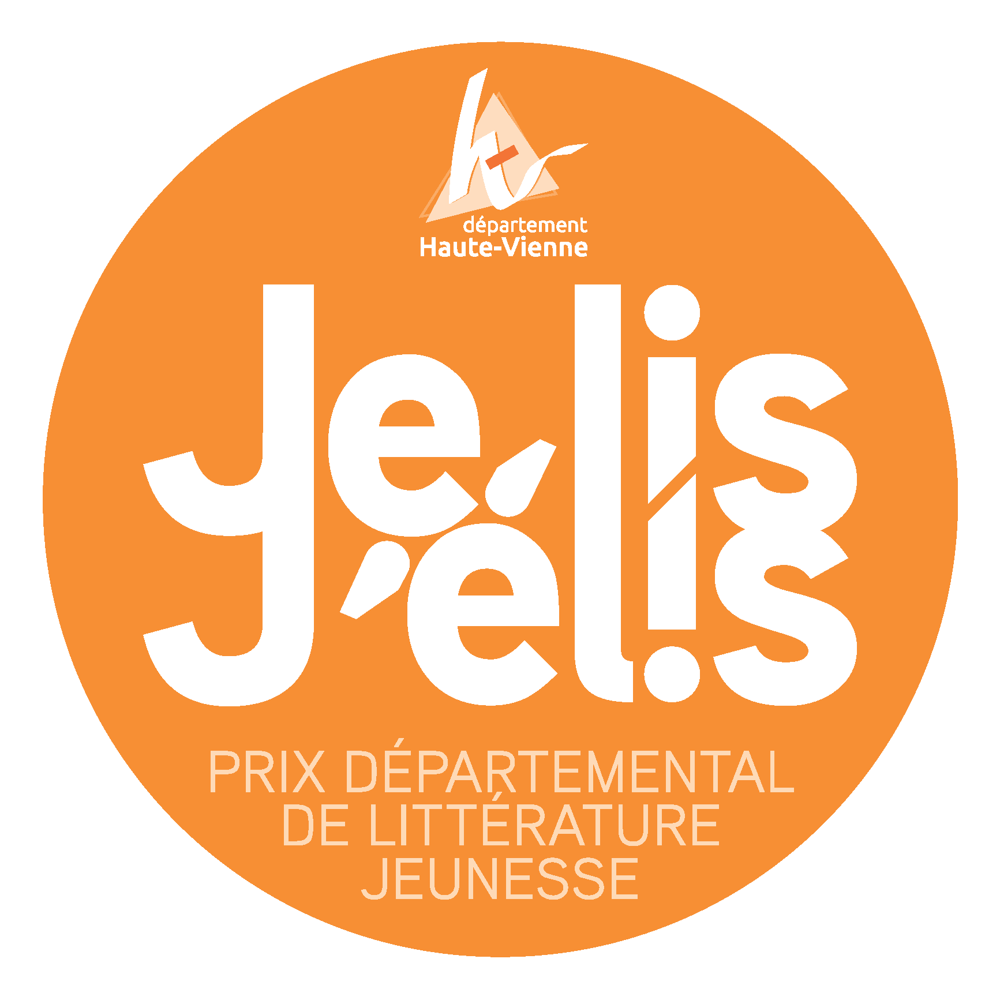 département
Haute-Vienne
Je lis
J'élis
PRIX DÉPARTEMENTAL
DE LITTÉRATURE
JEUNESSE